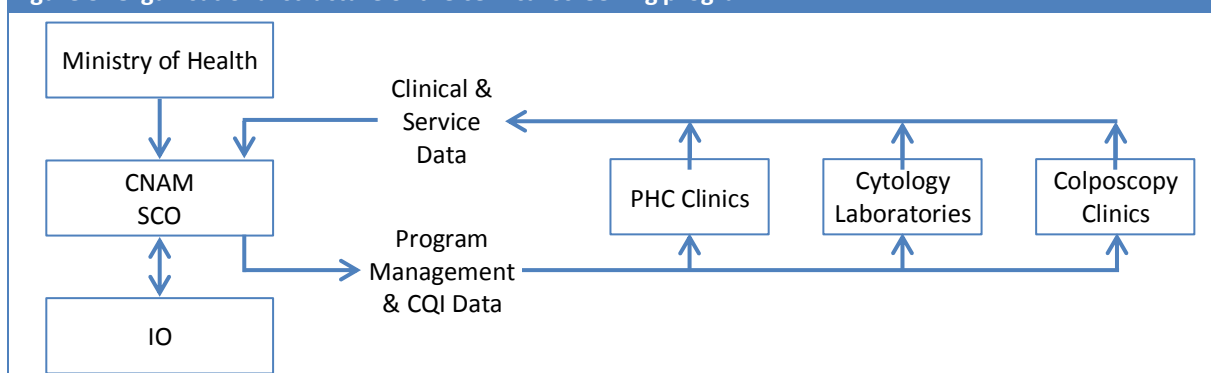 Ministry of Health
Clinical &
Service
Data
CNAM
SCO
PHC Clinics
Cytology
Laboratories
Colposcopy
Clinics
Program
Management
& CQI Data
IO